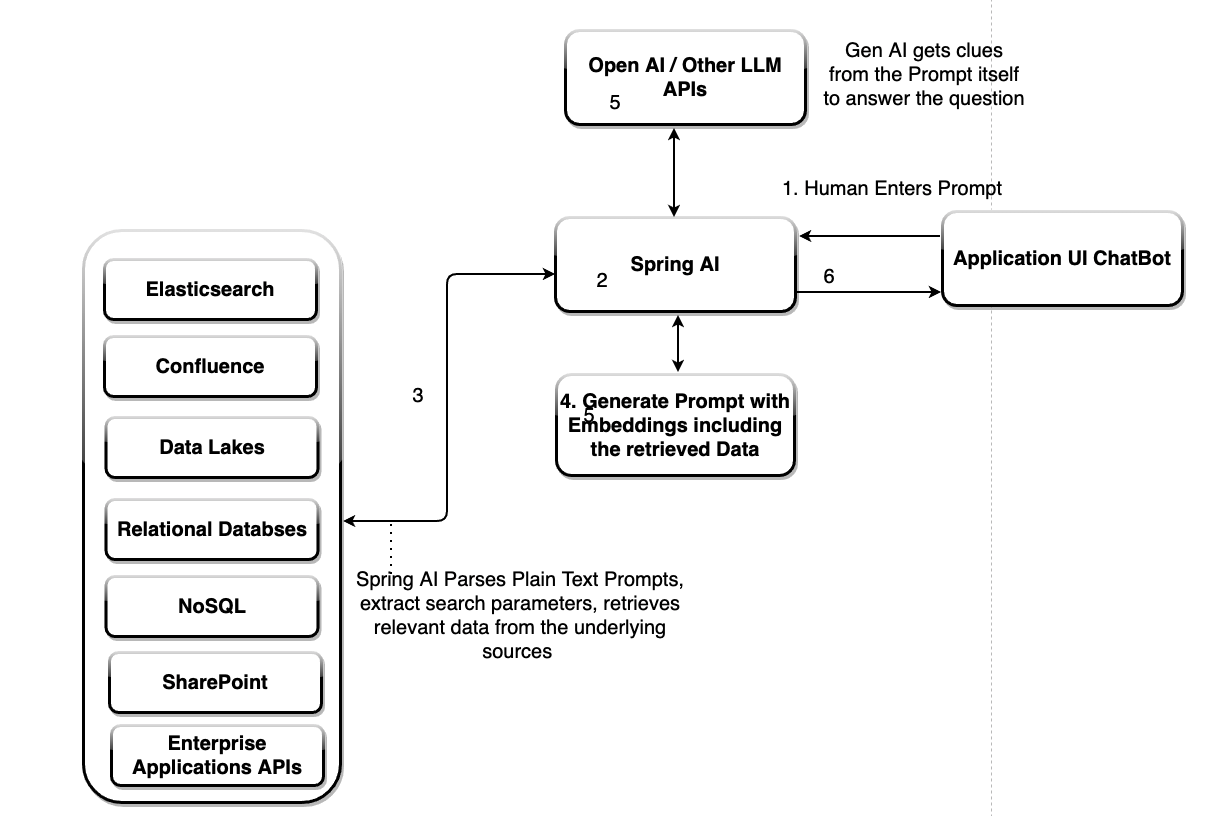 Open AI / Other LLM
APIs
5
Gen AI gets clues
from the Prompt itself
to answer the question
1. Human Enters Prompt
Spring AI
2
Application UI ChatBot
6
Elasticsearch
Confluence
Data Lakes
Relational Databses
NoSQL
SharePoint
Enterprise
Applications APIs
3
4. Generate Prompt with
5
Embeddings including
the retrieved Data
Spring AI Parses Plain Text Prompts,
extract search parameters, retrieves
relevant data from the underlying
sources